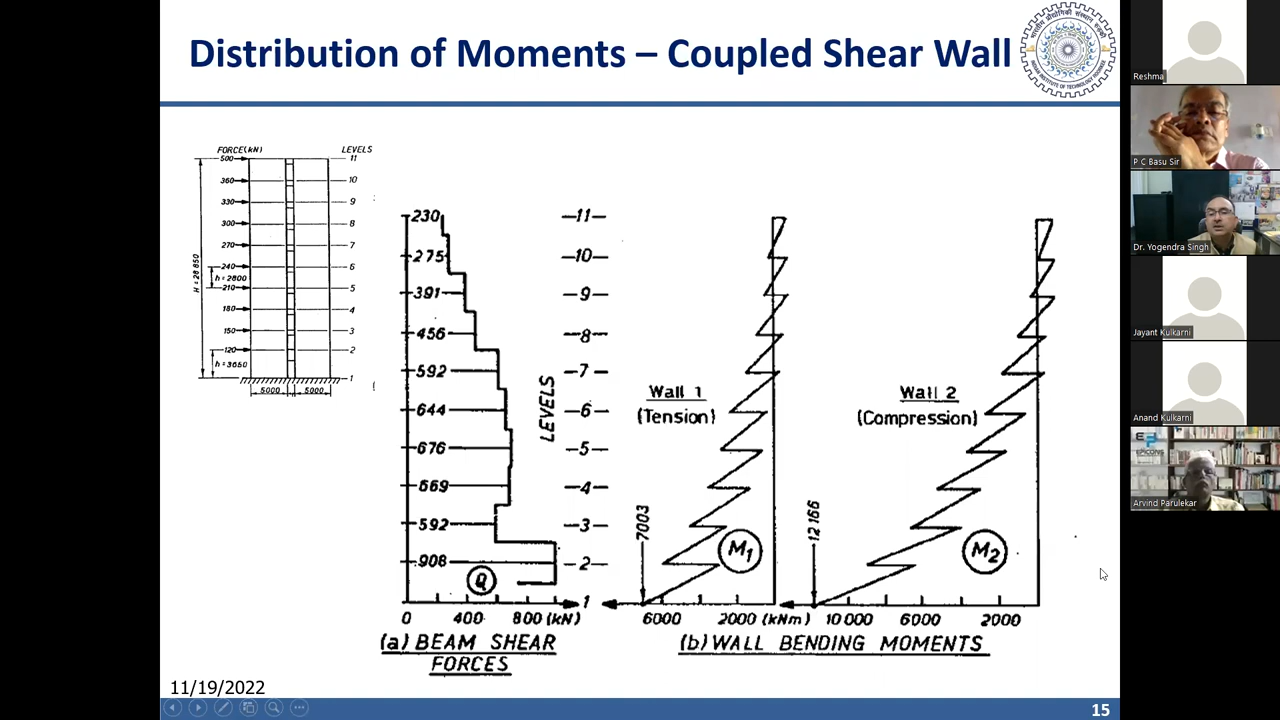 Distribution of Moments – Coupled Shear Wall
FORCE(kN)
LEVELS
500
11
360
10
330
9
300
8
270
7
240
6
h = 2800
210
5
180
4
150
3
120
2
h = 3650
1
H = 28 850
5000
5000
230
275
391
456
592
644
676
669
592
908
Q
0
400
800 (kN)
(a) BEAM SHEAR
FORCES
LEVELS
11
10
9
8
7
6
5
4
3
2
1
Wall 1
(Tension)
7003
M1
6000
2000 (kNm)
Wall 2
(Compression)
12 166
M2
10 000
6000
2000
(b) WALL BENDING MOMENTS
11/19/2022
15
Reshma
P C Basu Sir
Dr. Yogendra Singh
Jayant Kulkarni
Anand Kulkarni
Arvind Parulekar